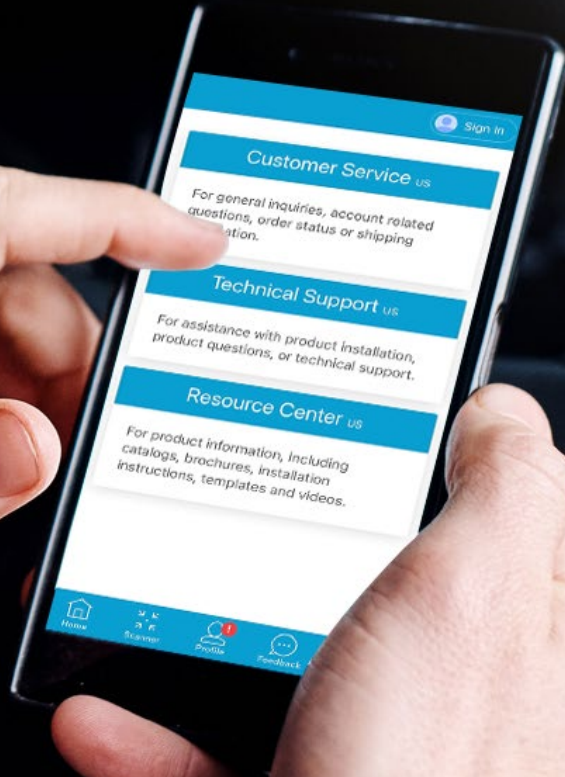 Sign In
Customer Service US
For general inquiries, account related
questions, order status or shipping
Technical Support US
For assistance with product installation,
product questions, or technical support.
Resource Center US
For product information, including
catalogs, brochures, installation
instructions, templates and videos.
Home
Scanner
Profile
!
Feedback